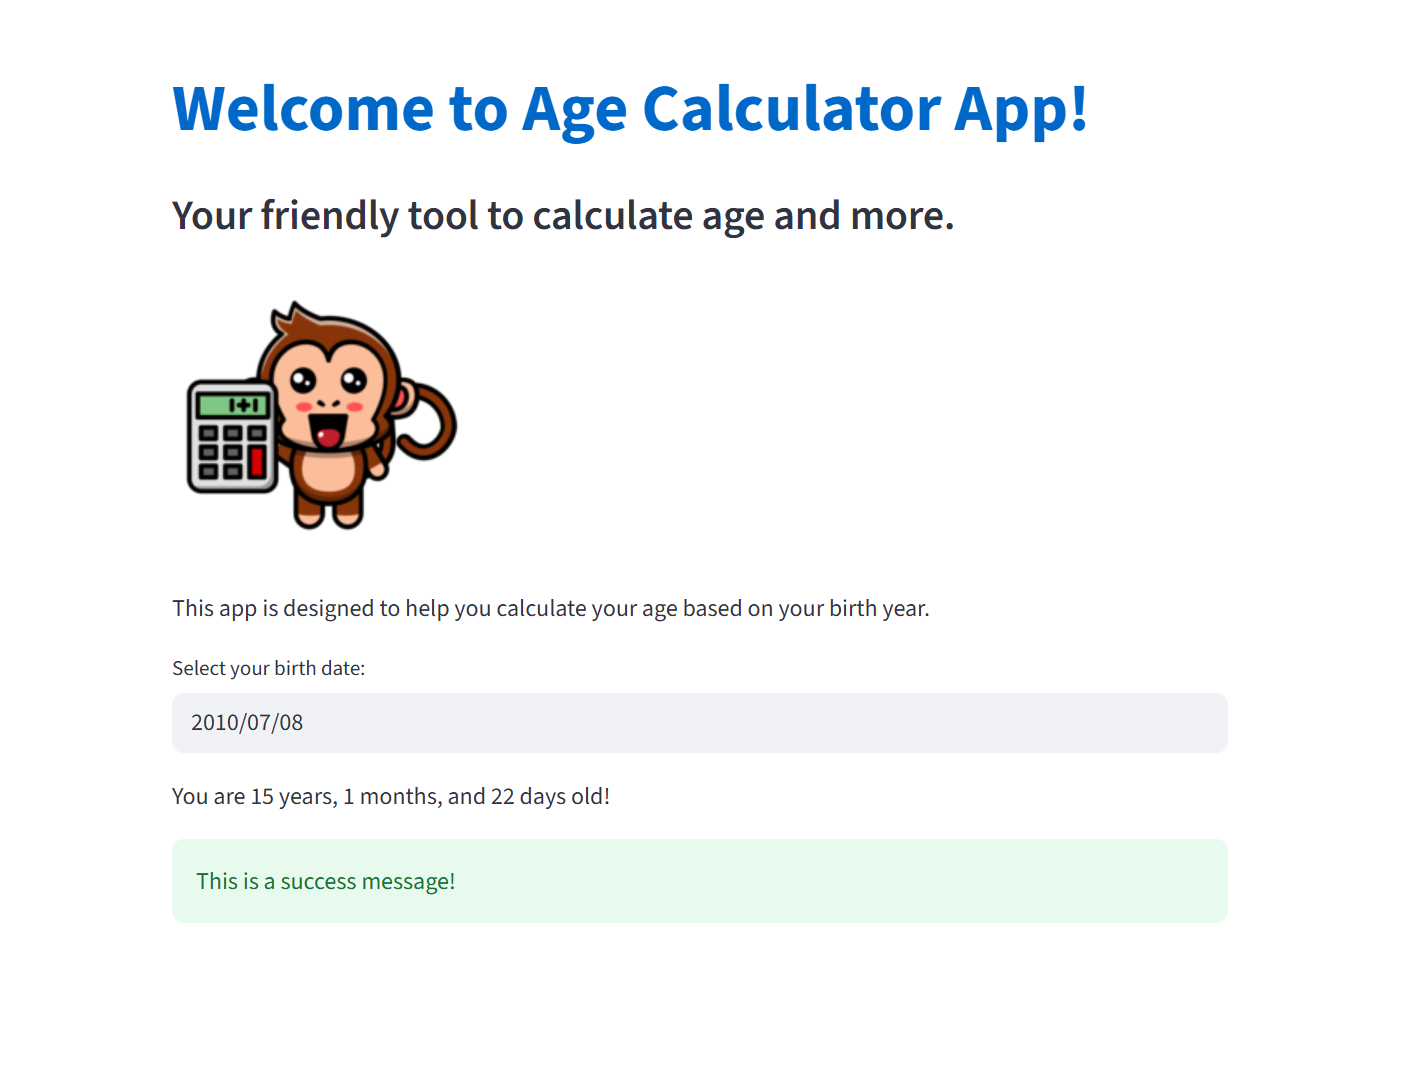 Welcome to Age Calculator App!
Your friendly tool to calculate age and more.
1+1
This app is designed to help you calculate your age based on your birth year.
Select your birth date:
2010/07/08
You are 15 years, 1 months, and 22 days old!
This is a success message!